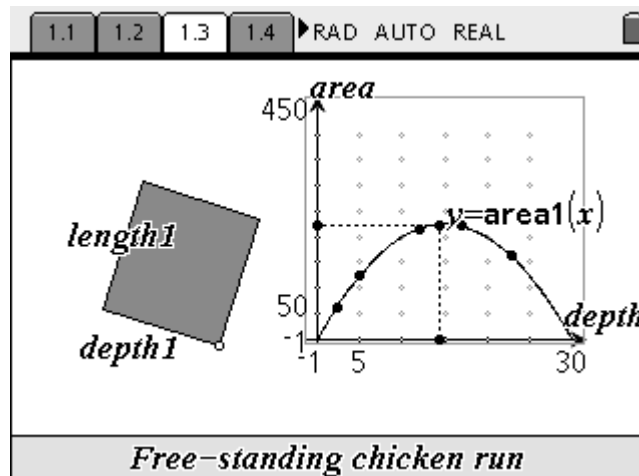 1.1 1.2 1.3 1.4 RAD AUTO REAL
area
450
y=area1(x)
length1
50
depth
depth1
-1
-1 5 30
Free-standing chicken run